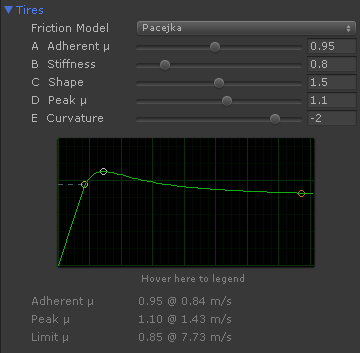 Tires
Friction Model Pacejka
A Adherent µ 0.95
B Stiffness 0.8
C Shape 1.5
D Peak µ 1.1
E Curvature -2
Hover here to legend
Adherent µ 0.95 @ 0.84 m/s
Peak µ 1.10 @ 1.43 m/s
Limit µ 0.85 @ 7.73 m/s